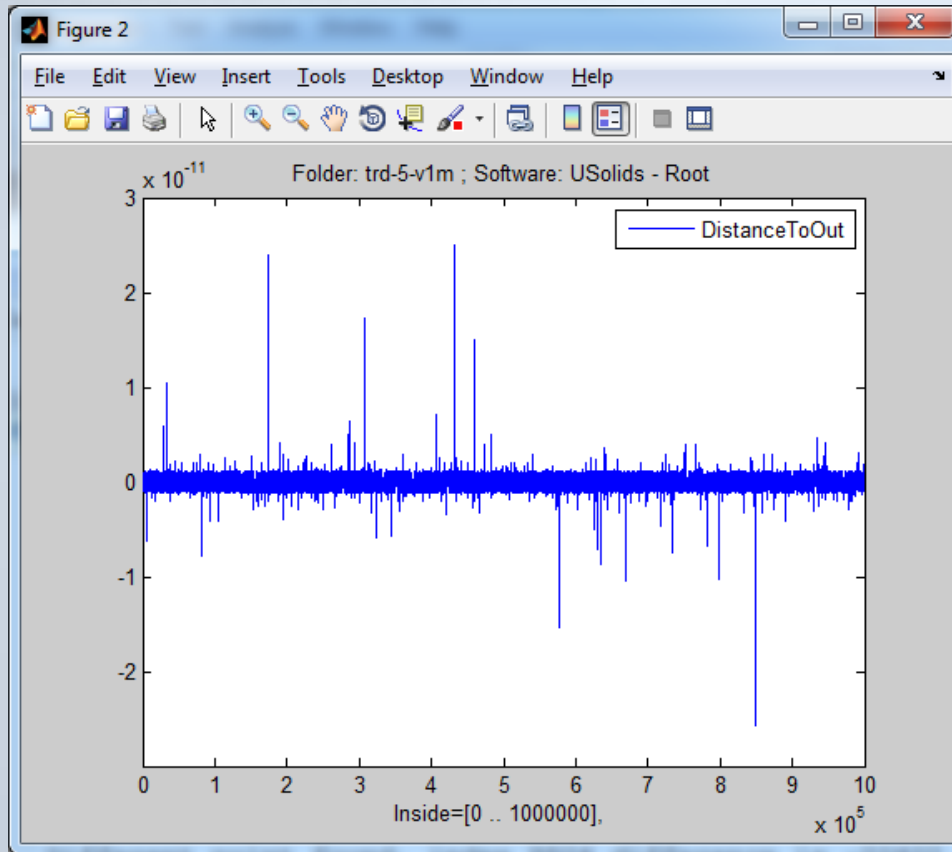 Figure 2
File Edit View Insert Tools Desktop Window Help
x 10^-11
Folder: trd-5-v1m ; Software: USolids - Root
DistanceToOut
3
2
1
0
-1
-2
0 1 2 3 4 5 6 7 8 9 10
Inside=[0 .. 1000000],
x 10^5